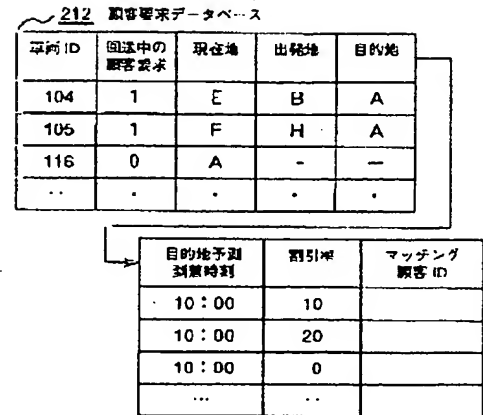 212 顧客要求データベース
車両ID 回送中の顧客要求 現在地 出発地 目的地
104 1 E B A
105 1 F H A
116 0 A - -
‥ ・ ・ ・ ・
目的地予測到着時刻 割引率 マッチング顧客ID
10:00 10
10:00 20
10:00 0
… ‥